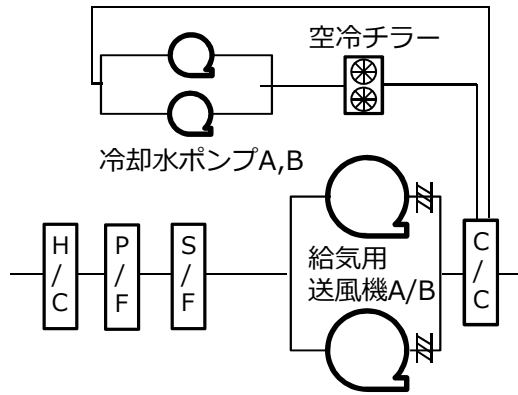 空冷チラー
冷却水ポンプA,B
H/C
P/F
S/F
給気用
送風機A/B
C/C